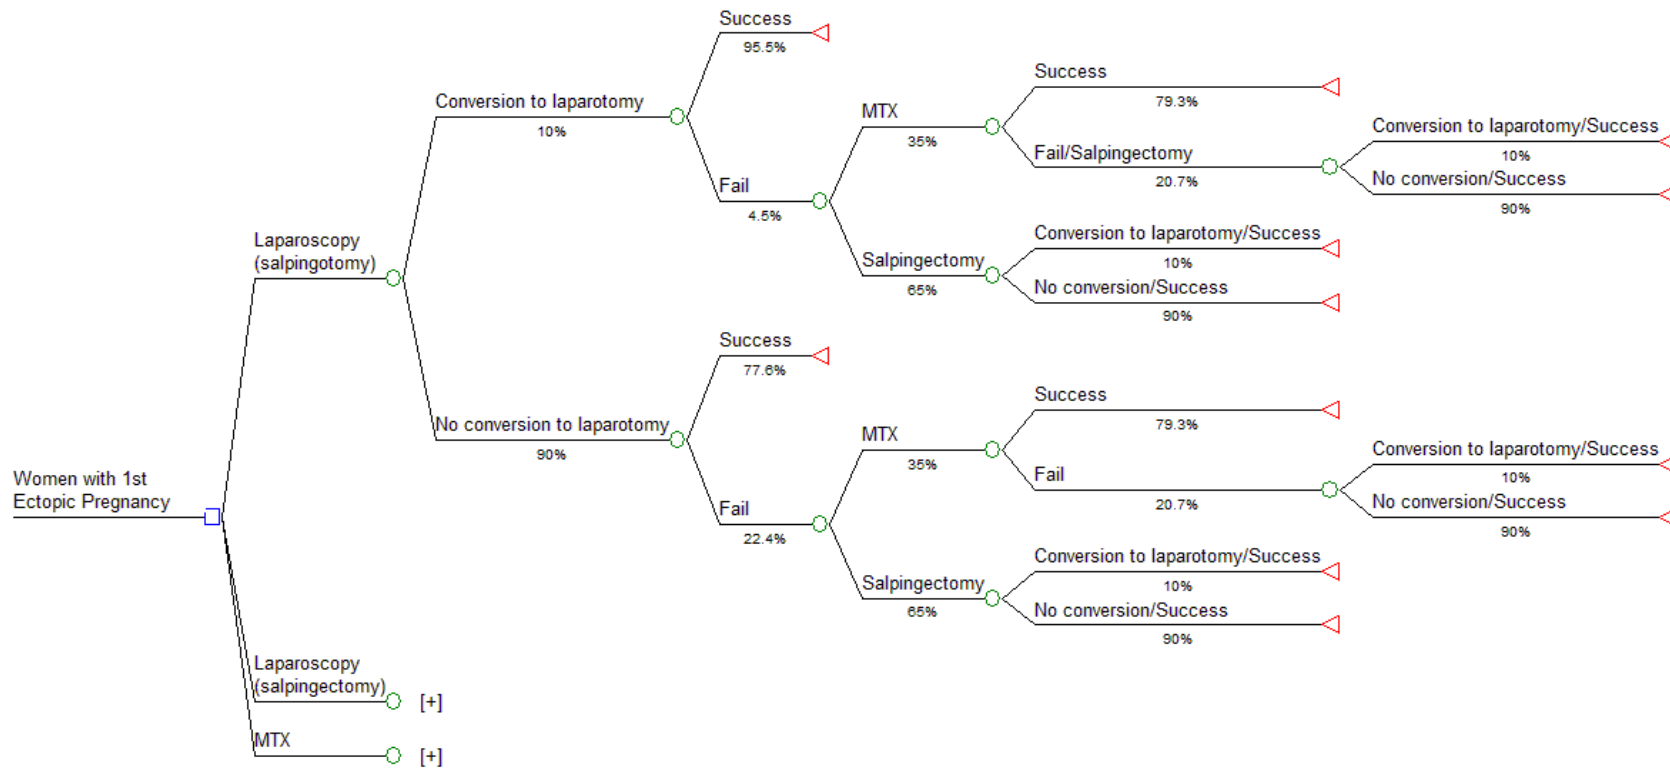 Success
95.5%
Conversion to laparotomy
10%
Success
79.3%
MTX
35%
Conversion to laparotomy/Success
10%
Fail/Salpingectomy
20.7%
No conversion/Success
90%
Fail
4.5%
Conversion to laparotomy/Success
10%
Salpingectomy
65%
No conversion/Success
90%
Laparoscopy
(salpingotomy)
Success
77.6%
No conversion to laparotomy
90%
Success
79.3%
MTX
35%
Conversion to laparotomy/Success
10%
Fail
20.7%
No conversion/Success
90%
Women with 1st
Ectopic Pregnancy
Fail
22.4%
Conversion to laparotomy/Success
10%
Salpingectomy
65%
No conversion/Success
90%
Laparoscopy
(salpingectomy)
[+]
MTX
[+]